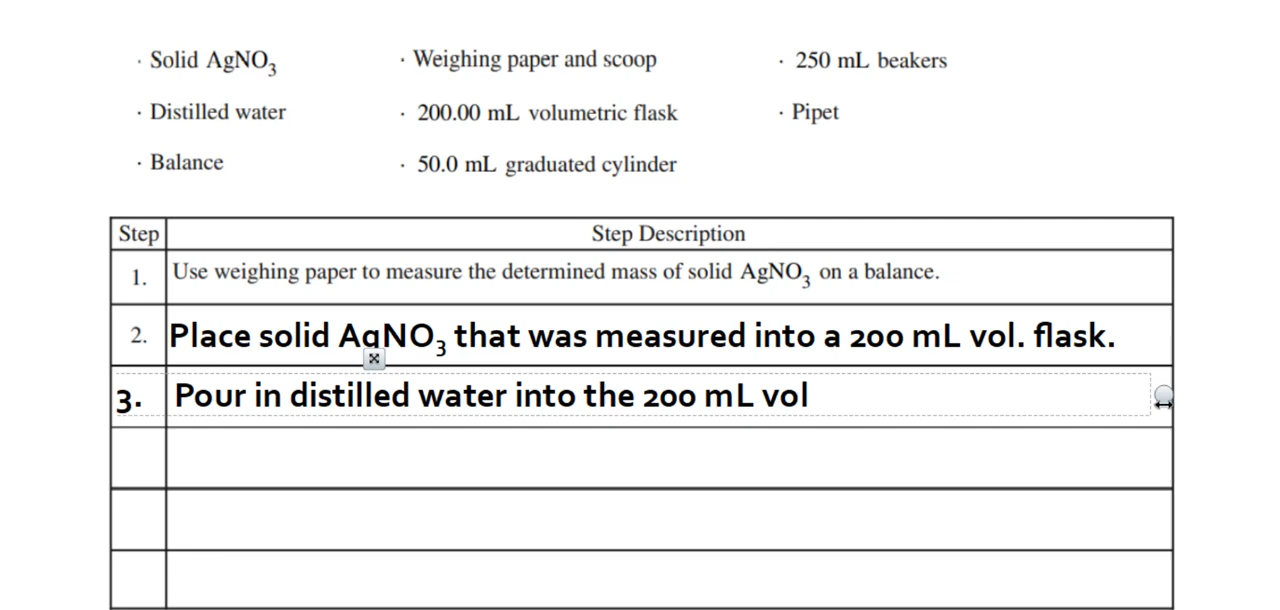 · Solid AgNO₃ · Weighing paper and scoop · 250 mL beakers
· Distilled water · 200.00 mL volumetric flask · Pipet
· Balance · 50.0 mL graduated cylinder
Step Step Description
1. Use weighing paper to measure the determined mass of solid AgNO₃ on a balance.
2. Place solid AgNO₃ that was measured into a 200 mL vol. flask.
3. Pour in distilled water into the 200 mL vol